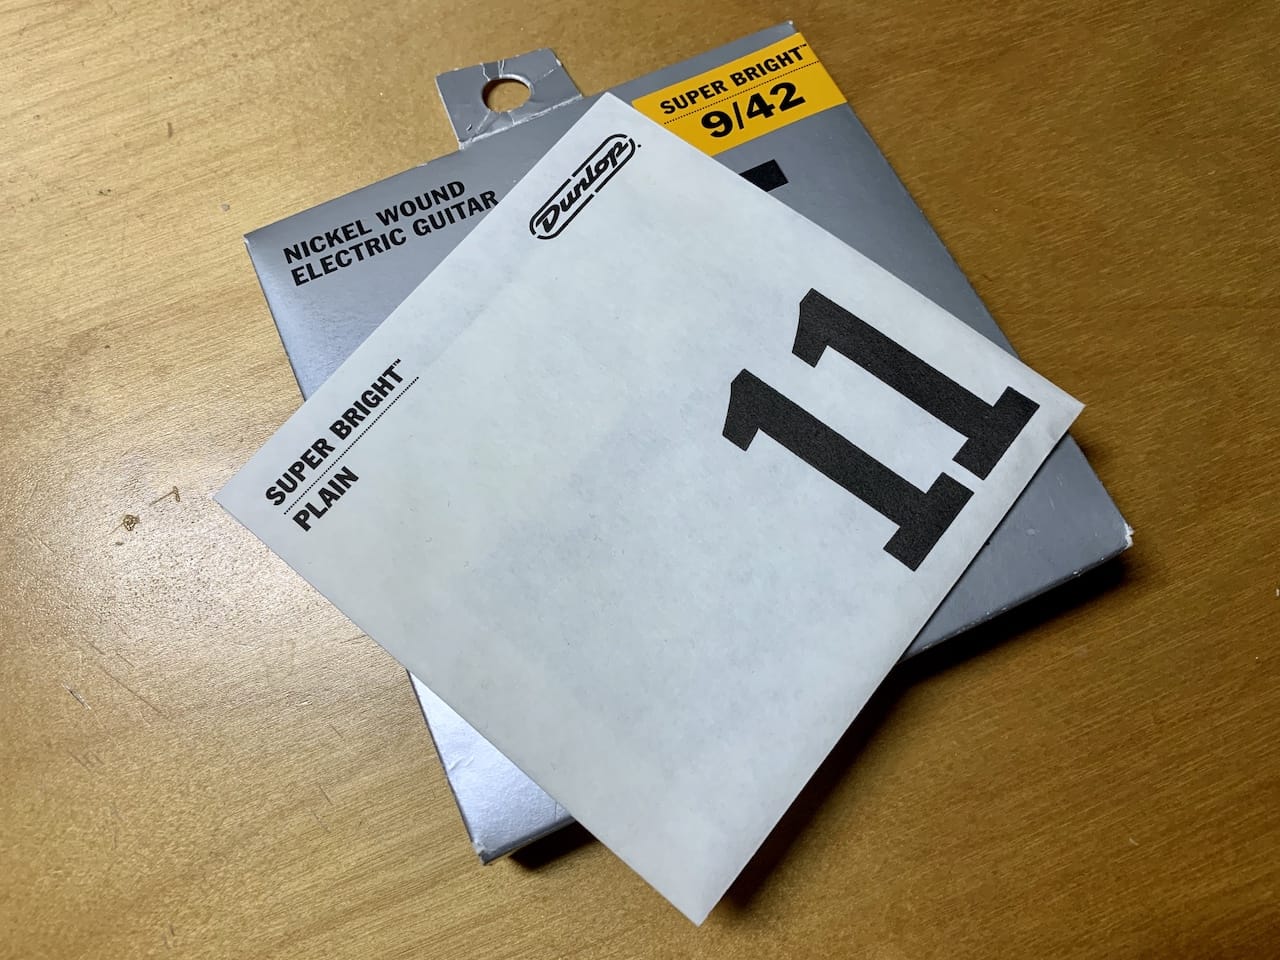 NICKEL WOUND
ELECTRIC GUITAR
SUPER BRIGHT™
9/42
Dunlop
SUPER BRIGHT™
PLAIN
11